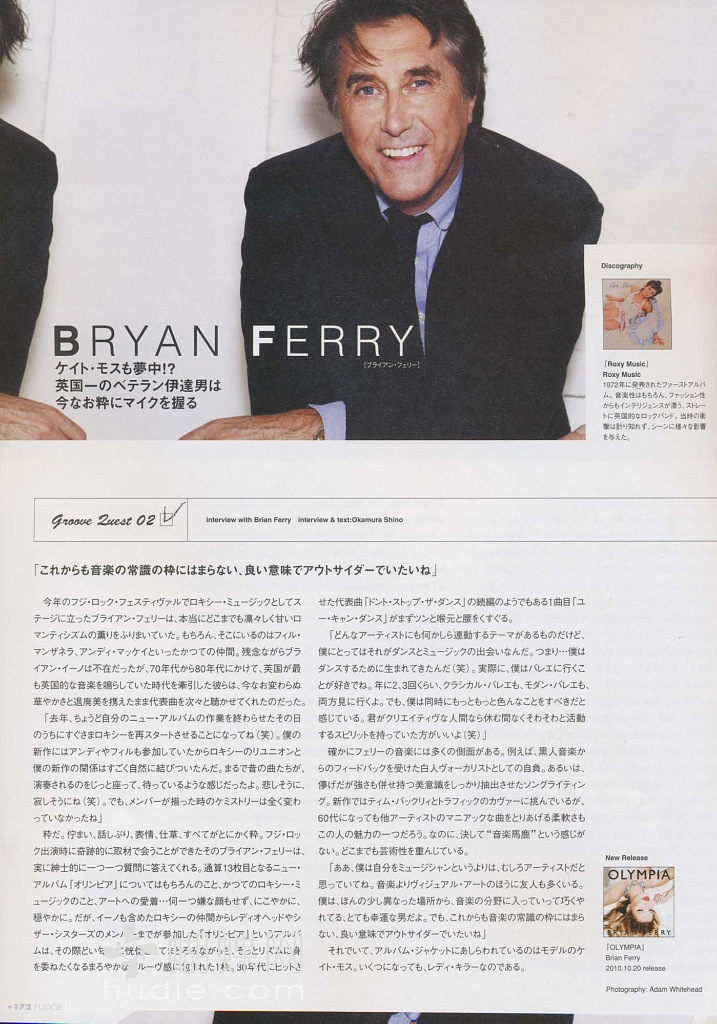 BRYAN FERRY
[ブライアン・フェリー]
ケイト・モスも夢中!?
英国一のベテラン伊達男は
今なお粋にマイクを握る
Discography
『Roxy Music』
Roxy Music
1972年に発表されたファーストアルバ
ム。音楽性はもちろん、ファッション性
からもインテリジェンスが漂う、ストレー
トに英国的なロックバンド。当時の衝
撃は計り知れず、シーンに様々な影響
を与えた。
Groove Quest 02
interview with Brian Ferry interview & text:Okamura Shino
「これからも音楽の常識の枠にはまらない、良い意味でアウトサイダーでいたいね」
今年のフジ・ロック・フェスティヴァルでロキシー・ミュージックとしてス
テージに立ったブライアン・フェリーは、本当にどこまでも凛々しく甘いロ
マンティシズムの薫りをふりまいていた。もちろん、そこにいるのはフィル・
マンザネラ、アンディ・マッケイといったかつての仲間。残念ながらブラ
イアン・イーノは不在だったが、70年代から80年代にかけて、英国が最
も英国的な音楽を鳴らしていた時代を牽引した彼らは、今なお変わらぬ
華やかさと退廃美を携えたまま代表曲を次々と聴かせてくれたのだった。
「去年、ちょうど自分のニュー・アルバムの作業を終わらせたその日
のうちにすぐさまロキシーを再スタートさせることになってね(笑)。僕の
新作にはアンディやフィルも参加していたからロキシーのリユニオンと
僕の新作の関係はすごく自然に結びついたんだ。まるで昔の曲たちが、
演奏されるのをじっと座って、待っているような感じだったよ。悲しそうに、
寂しそうにね(笑)。でも、メンバーが揃った時のケミストリーは全く変わ
っていなかったね」
粋だ。佇まい、話しぶり、表情、仕草、すべてがとにかく粋。フジ・ロッ
ク出演時に奇跡的に取材で会うことができたそのブライアン・フェリーは、
実に紳士的に一つ一つ質問に答えてくれる。通算13枚目となるニュー・
アルバム『オリンピア』についてはもちろんのこと、かつてのロキシー・ミ
ュージックのこと、アートへの愛着…何一つ嫌な顔もせず、にこやかに、
穏やかに。だが、イーノも含めたロキシーの仲間からレディオヘッドやシ
ザー・シスターズのメンバーまでが参加した『オリンピア』というアルバ
ムは、その際どい
を委ねたくなるまろやかな
せた代表曲「ドント・ストップ・ザ・ダンス」の続編のようでもある1曲目「ユ
ー・キャン・ダンス」がまずツンと喉元と腰をくすぐる。
「どんなアーティストにも何かしら連動するテーマがあるものだけど、
僕にとってはそれがダンスとミュージックの出会いなんだ。つまり…僕は
ダンスするために生まれてきたんだ(笑)。実際に、僕はバレエに行くこ
とが好きでね。年に2、3回くらい、クラシカル・バレエも、モダン・バレエも、
両方見に行くよ。でも、僕は同時にもっともっと色んなことをすべきだと
感じている。君がクリエイティヴな人間なら休む間なくそわそわと活動
するスピリットを持っていた方がいいよ(笑)」
確かにフェリーの音楽には多くの側面がある。例えば、黒人音楽か
らのフィードバックを受けた白人ヴォーカリストとしての自負。あるいは、
儚げだが強さも併せ持つ美意識をしっかり抽出させたソングライティ
ング。新作ではティム・バックリィとトラフィックのカヴァーに挑んでいるが、
60代になっても他アーティストのマニアックな曲をとりあげる柔軟さも
この人の魅力の一つだろう。なのに、決して“音楽馬鹿”という感じが
ない。どこまでも芸術性を重んじている。
「ああ、僕は自分をミュージシャンというよりは、むしろアーティストだと
思っていてね。音楽よりヴィジュアル・アートのほうに友人も多くいる。
僕は、ほんの少し異なった場所から、音楽の分野に入っていって巧くや
れてる、とても幸運な男だよ。でも、これからも音楽の常識の枠にはまら
ない、良い意味でアウトサイダーでいたいね」
それでいて、アルバム・ジャケットにあしらわれているのはモデルのケ
イト・モス。いくつになっても、レディ・キラーなのである。
New Release
OLYMPIA
BRYAN FERRY
『OLYMPIA』
Brian Ferry
2010.10.20 release
Photography: Adam Whitehead
172 FUDGE
hudie.com